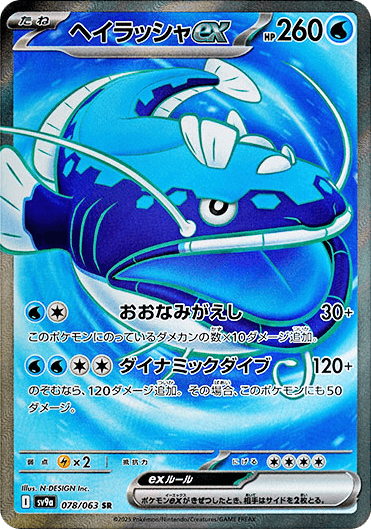 たね ヘイラッシャex HP260
おおなみがえし 30+
このポケモンにのっているダメカンの数×10ダメージ追加。
ダイナミックダイブ 120+
のぞむなら、120ダメージ追加。その場合、このポケモンにも50
ダメージ。
弱点 ×2 抵抗力 にげる
Illus. N-DESIGN Inc.
exルール
I sv9a 078/063 SR
ポケモンexがきぜつしたとき、相手はサイドを2枚とる。
©2025 Pokémon/Nintendo/Creatures/GAME FREAK